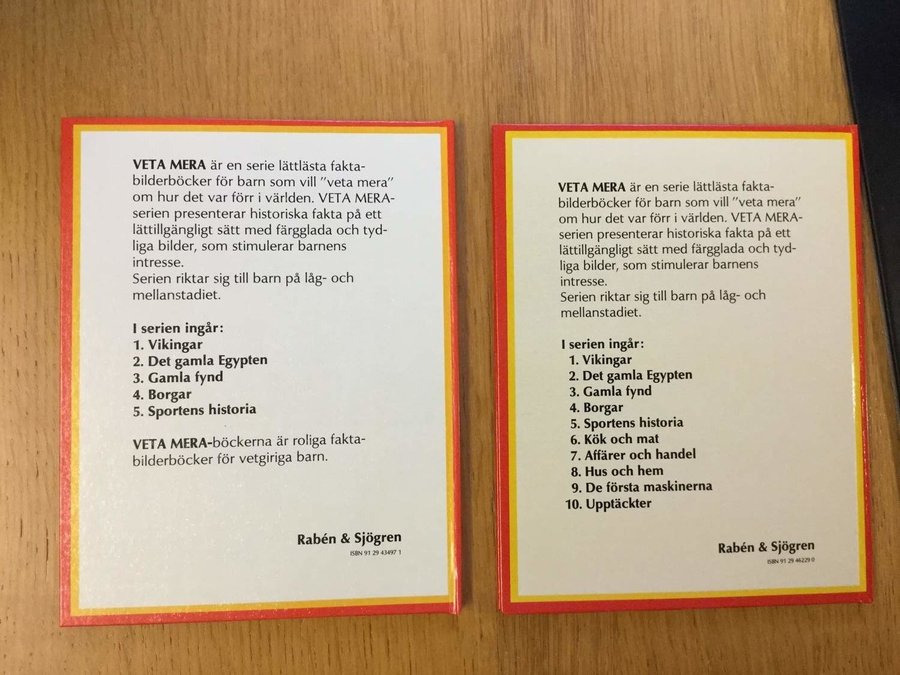 VETA MERA är en serie lättlästa fakta-
bilderböcker för barn som vill ”veta mera”
om hur det var förr i världen. VETA MERA-
serien presenterar historiska fakta på ett
lättillgängligt sätt med färgglada och tyd-
liga bilder, som stimulerar barnens
intresse.
Serien riktar sig till barn på låg- och
mellanstadiet.
I serien ingår:
1. Vikingar
2. Det gamla Egypten
3. Gamla fynd
4. Borgar
5. Sportens historia
VETA MERA-böckerna är roliga fakta-
bilderböcker för vetgiriga barn.
Rabén & Sjögren
ISBN 91 29 43497 1
VETA MERA är en serie lättlästa fakta-
bilderböcker för barn som vill ”veta mera”
om hur det var förr i världen. VETA MERA-
serien presenterar historiska fakta på ett
lättillgängligt sätt med färgglada och tyd-
liga bilder, som stimulerar barnens
intresse.
Serien riktar sig till barn på låg- och
mellanstadiet.
I serien ingår:
1. Vikingar
2. Det gamla Egypten
3. Gamla fynd
4. Borgar
5. Sportens historia
6. Kök och mat
7. Affärer och handel
8. Hus och hem
9. De första maskinerna
10. Upptäckter
Rabén & Sjögren
ISBN 91 29 46229 0